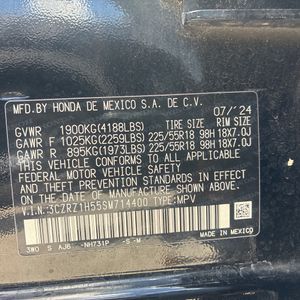 MFD.BY HONDA DE MEXICO S.A. DE C.V. 07/'24
GVWR 1900KG(4188LBS) TIRE SIZE RIM SIZE
GAWR F 1025KG(2259LBS) 225/55R18 98H 18X7.0J
GAWR R 895KG(1973LBS) 225/55R18 98H 18X7.0J
THIS VEHICLE CONFORMS TO ALL APPLICABLE
FEDERAL MOTOR VEHICLE SAFETY STANDARDS
IN EFFECT ON THE DATE OF
MANUFACTURE SHOWN ABOVE.
V.I.N:3CZRZ1H55SM714400 TYPE:MPV
3W0 S AJ6 -NH731P -S-M
MADE IN
MEXICO